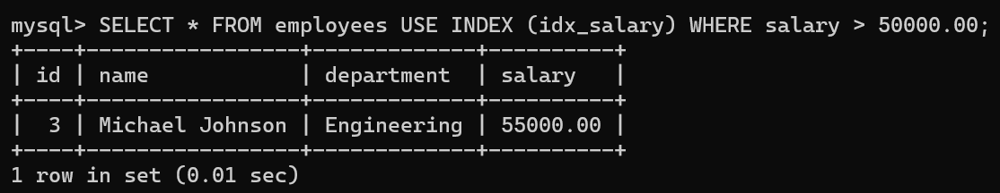 mysql> SELECT * FROM employees USE INDEX (idx_salary) WHERE salary > 50000.00;
+----+-----------------+-------------+----------+
| id | name            | department  | salary   |
+----+-----------------+-------------+----------+
|  3 | Michael Johnson | Engineering | 55000.00 |
+----+-----------------+-------------+----------+
1 row in set (0.01 sec)